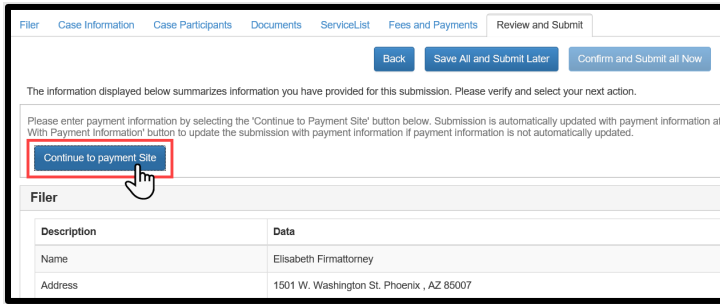 Filer Case Information Case Participants Documents ServiceList Fees and Payments Review and Submit
Back Save All and Submit Later Confirm and Submit all Now
The information displayed below summarizes information you have provided for this submission. Please verify and select your next action.
Please enter payment information by selecting the 'Continue to Payment Site' button below. Submission is automatically updated with payment information
With Payment Information' button to update the submission with payment information if payment information is not automatically updated.
Continue to payment Site
Filer
Description Data
Name Elisabeth Firmattorney
Address 1501 W. Washington St. Phoenix , AZ 85007